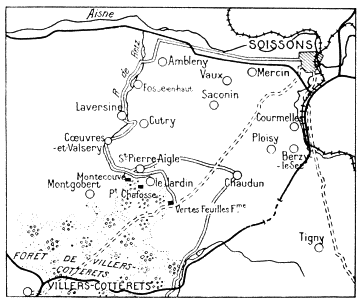 Aisne
SOISSONS
Ambleny
Mercin
Vaux
R. de Retz
Fosse-en-haut
Saconin
Laversine
Cutry
Courmelles
Cœuvres
-et-Valsery
Ploisy
Berzy
-le-Sec
St Pierre Aigle
Montecouvé
le Jardin
Chaudun
Montgobert
Pt Chafosse
Vertes Feuilles Fme
Tigny
FORÊT DE VILLERS-
COTTERETS
VILLERS-COTTERÊTS